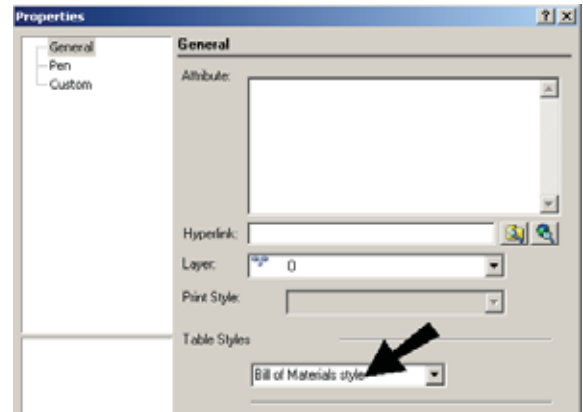 Properties
General
General
Pen
Custom
Attribute:
Hyperlink:
Layer: 0
Print Style:
Table Styles
Bill of Materials style